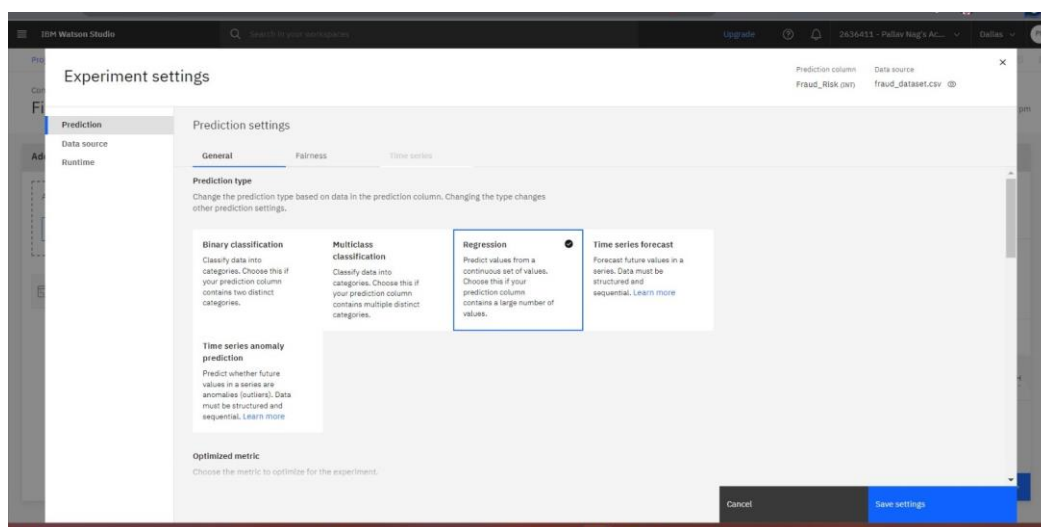 IBM Watson Studio
Search in your workspaces
Upgrade
2636411 - Pallav Nag's Ac...
Dallas
Experiment settings
Prediction column
Fraud_Risk (INT)
Data source
fraud_dataset.csv
Prediction
Data source
Runtime
Prediction settings
General
Fairness
Time series
Prediction type
Change the prediction type based on data in the prediction column. Changing the type changes
other prediction settings.
Binary classification
Classify data into
categories. Choose this if
your prediction column
contains two distinct
categories.
Multiclass
classification
Classify data into
categories. Choose this if
your prediction column
contains multiple distinct
categories.
Regression
Predict values from a
continuous set of values.
Choose this if your
prediction column
contains a large number of
values.
Time series forecast
Forecast future values in a
series. Data must be
structured and
sequential. Learn more
Time series anomaly
prediction
Predict whether future
values in a series are
anomalies (outliers). Data
must be structured and
sequential. Learn more
Optimized metric
Choose the metric to optimize for the experiment.
Cancel
Save settings